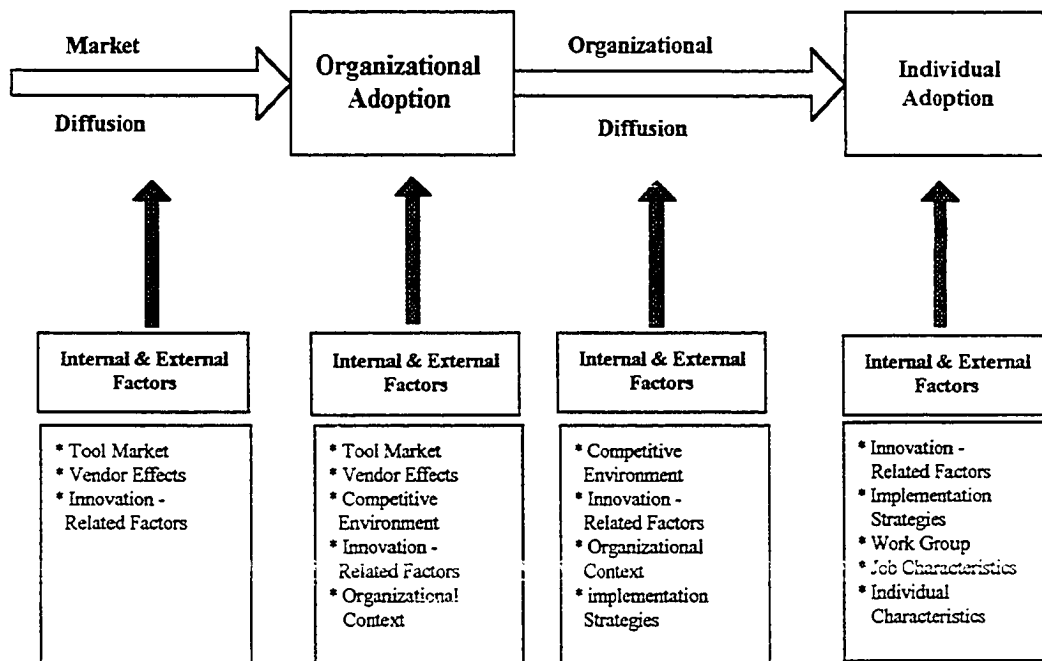 Market
Diffusion
Organizational
Adoption
Organizational
Diffusion
Individual
Adoption
Internal & External
Factors
* Tool Market
* Vendor Effects
* Innovation -
Related Factors
Internal & External
Factors
* Tool Market
* Vendor Effects
* Competitive
Environment
* Innovation -
Related Factors
* Organizational
Context
Internal & External
Factors
* Competitive
Environment
* Innovation -
Related Factors
* Organizational
Context
* implementation
Strategies
Internal & External
Factors
* Innovation -
Related Factors
* Implementation
Strategies
* Work Group
* Job Characteristics
* Individual
Characteristics